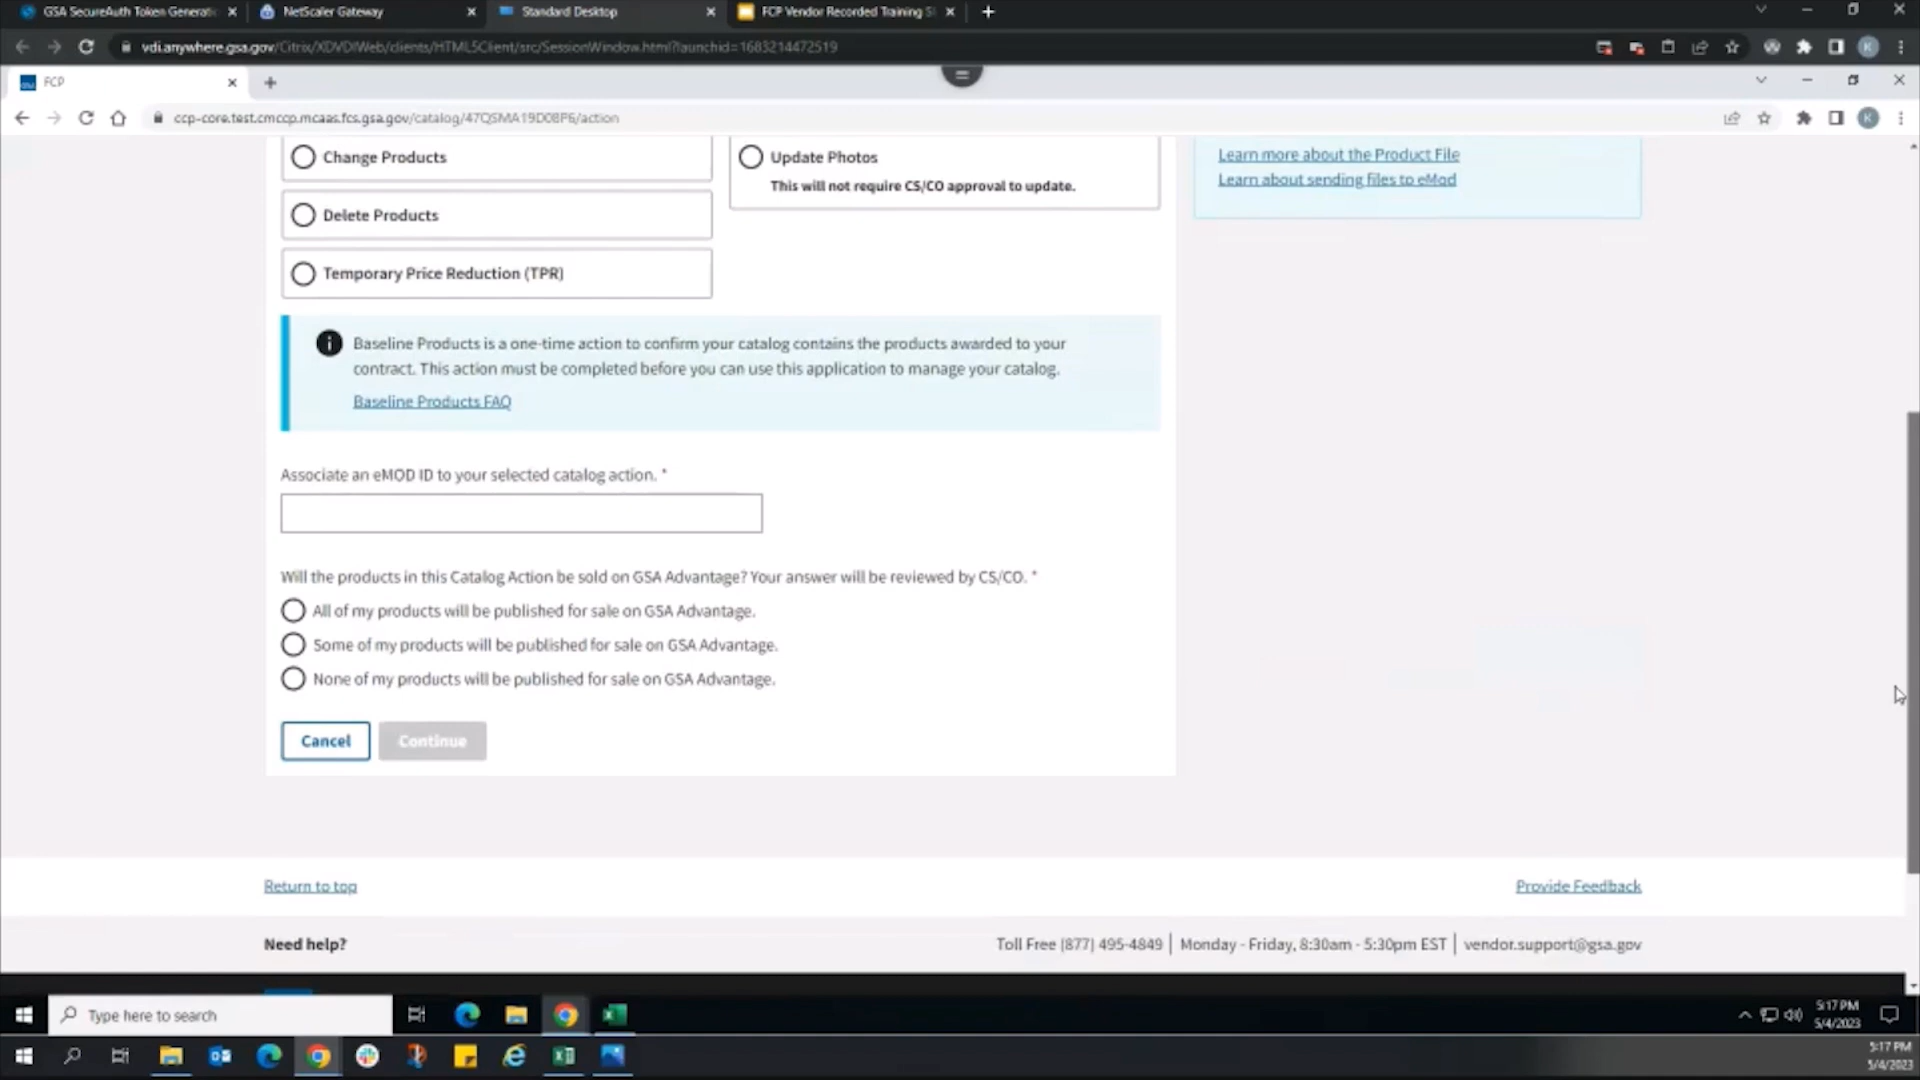 GSA SecureAuth Token Generati
NetScaler Gateway
Standard Desktop
FCP Vendor Recorded Training S
vdi.anywhere.gsa.gov/Citrix/XDVDIWeb/clients/HTML5Client/src/SessionWindow.html?launchid=1683214472519
FCP
ccp-core.test.cmccp.mcaas.fcs.gsa.gov/catalog/47QSMA19D08P6/action
Change Products
Update Photos
This will not require CS/CO approval to update.
Delete Products
Temporary Price Reduction (TPR)
Learn more about the Product File
Learn about sending files to eMod
Baseline Products is a one-time action to confirm your catalog contains the products awarded to your
contract. This action must be completed before you can use this application to manage your catalog.
Baseline Products FAQ
Associate an eMOD ID to your selected catalog action. *
Will the products in this Catalog Action be sold on GSA Advantage? Your answer will be reviewed by CS/CO. *
All of my products will be published for sale on GSA Advantage.
Some of my products will be published for sale on GSA Advantage.
None of my products will be published for sale on GSA Advantage.
Cancel
Continue
Return to top
Provide Feedback
Need help?
Toll Free (877) 495-4849 | Monday - Friday, 8:30am - 5:30pm EST | vendor.support@gsa.gov
Type here to search
5:17 PM
5/4/2023
5:17 PM
5/4/2023